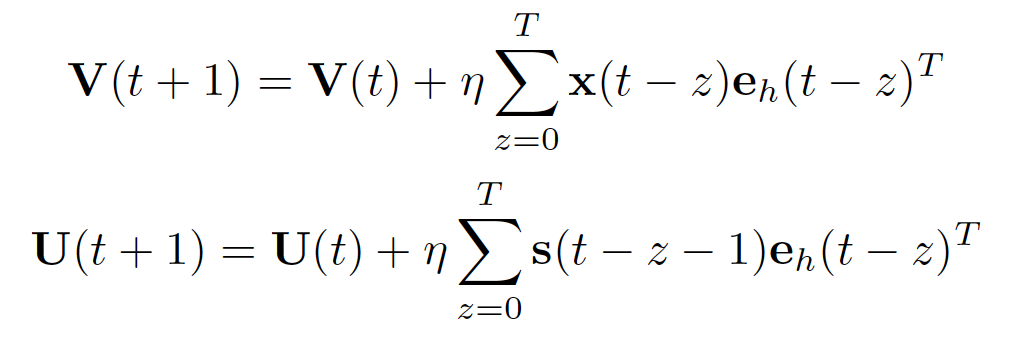 V(t + 1) = V(t) + η ∑_{z=0}^{T} x(t − z)e_h(t − z)^T
U(t + 1) = U(t) + η ∑_{z=0}^{T} s(t − z − 1)e_h(t − z)^T